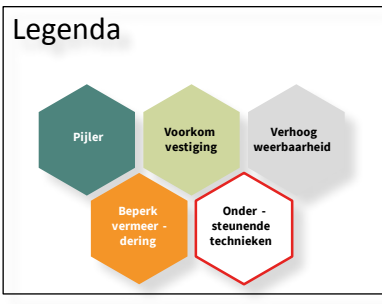 Legenda
Pijler
Voorkom
vestiging
Verhoog
weerbaarheid
Beperk
vermeer -
dering
Onder -
steunende
technieken